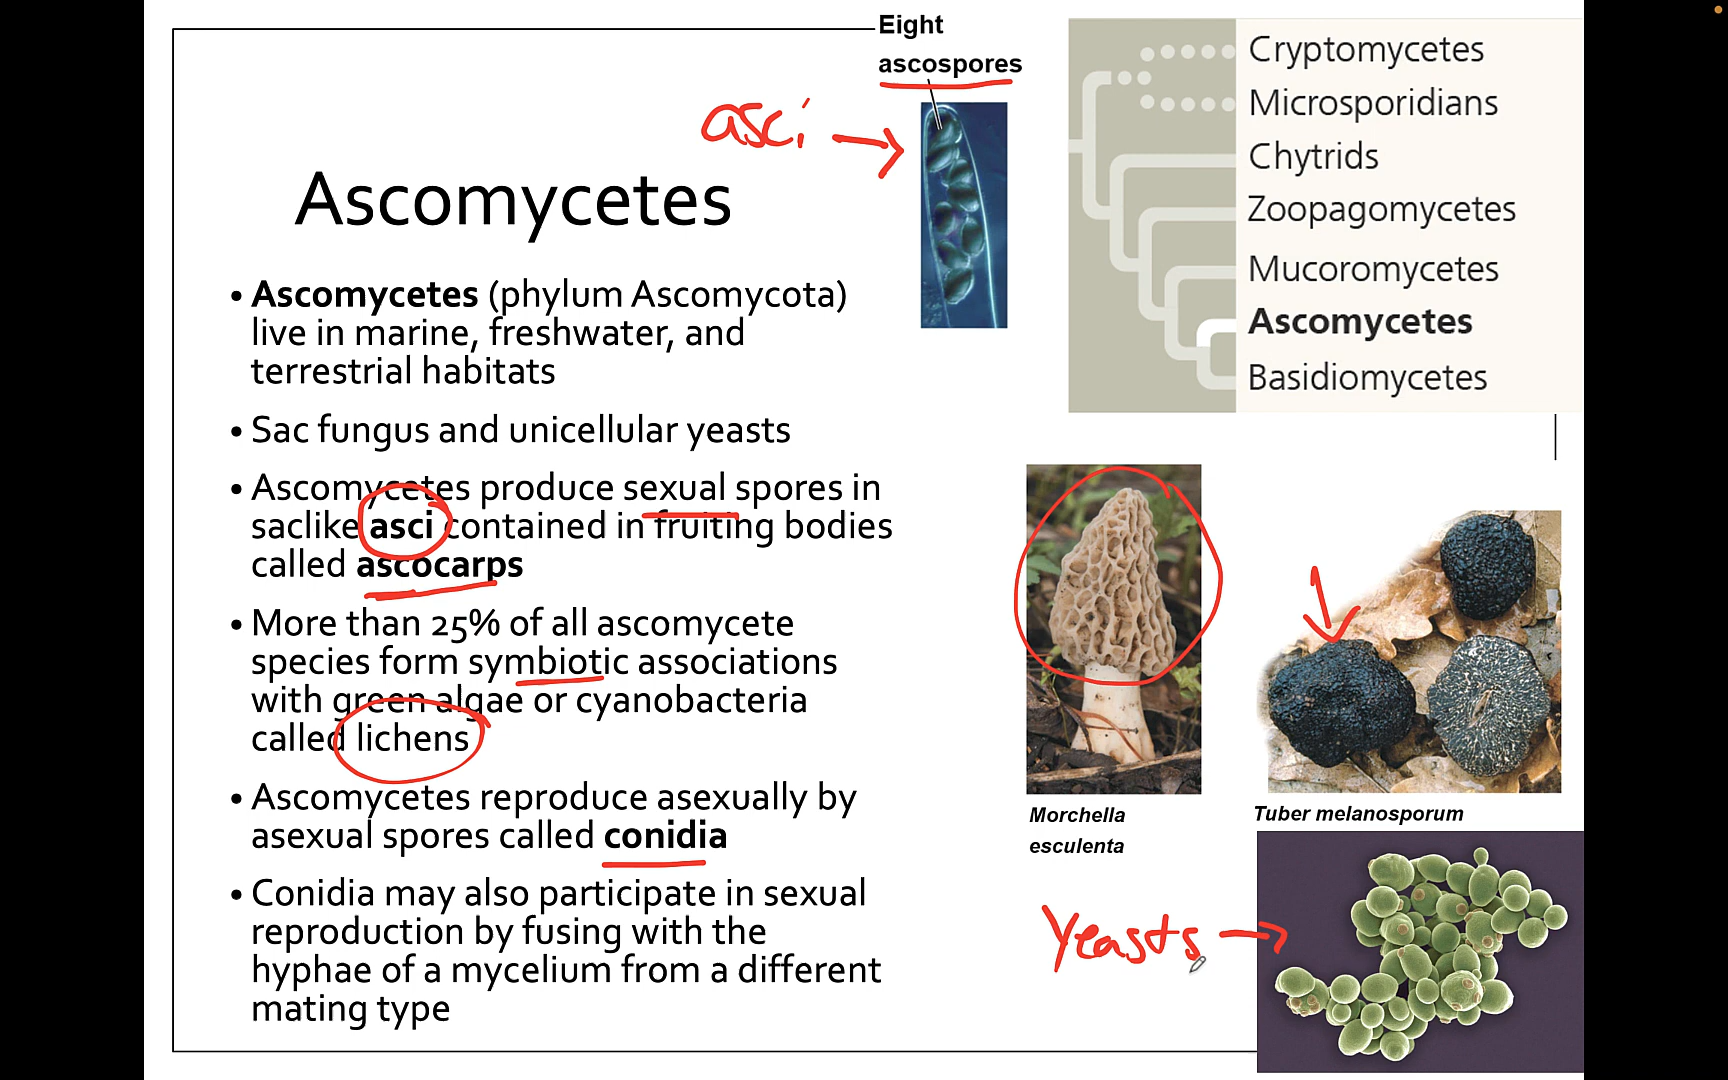 Eight
ascospores
asci
Ascomycetes
• Ascomycetes (phylum Ascomycota)
live in marine, freshwater, and
terrestrial habitats
• Sac fungus and unicellular yeasts
• Ascomycetes produce sexual spores in
saclike asci contained in fruiting bodies
called ascocarps
• More than 25% of all ascomycete
species form symbiotic associations
with green algae or cyanobacteria
called lichens
• Ascomycetes reproduce asexually by
asexual spores called conidia
• Conidia may also participate in sexual
reproduction by fusing with the
hyphae of a mycelium from a different
mating type
Cryptomycetes
Microsporidians
Chytrids
Zoopagomycetes
Mucoromycetes
Ascomycetes
Basidiomycetes
Morchella
esculenta
Tuber melanosporum
Yeasts